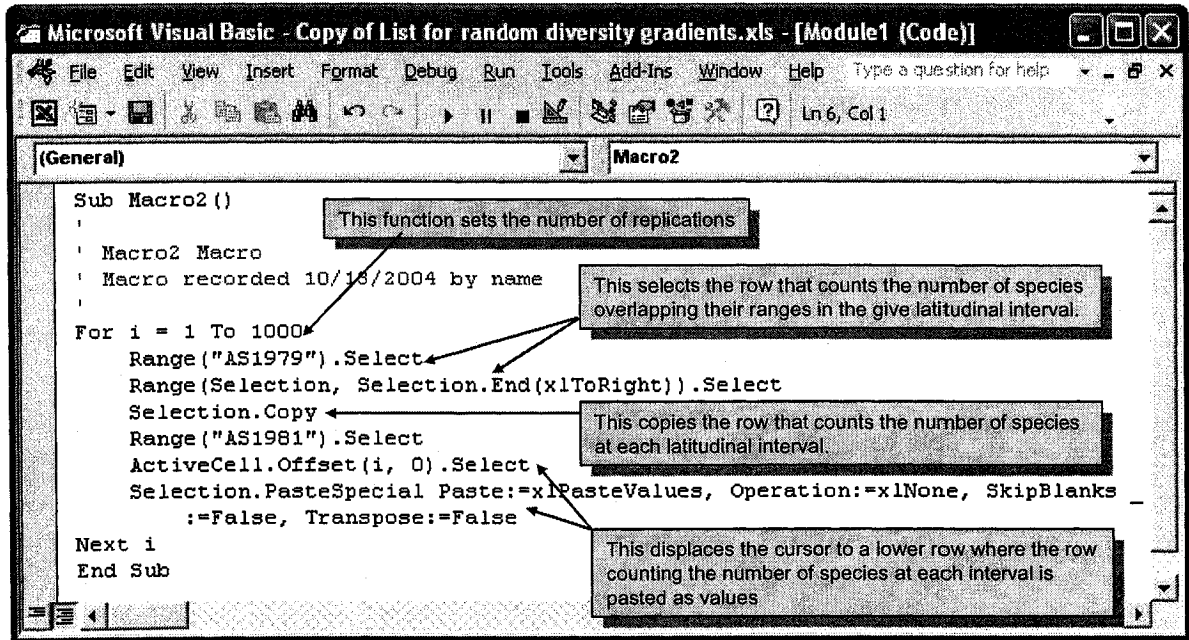 Microsoft Visual Basic - Copy of List for random diversity gradients.xls - [Module1 (Code)]
File Edit View Insert Format Debug Run Tools Add-Ins Window Help Type a question for help
Ln 6, Col 1
(General) Macro2
Sub Macro2()
'
' Macro2 Macro
' Macro recorded 10/18/2004 by name
'
For i = 1 To 1000
Range("AS1979").Select
Range(Selection, Selection.End(xlToRight)).Select
Selection.Copy
Range("AS1981").Select
ActiveCell.Offset(i, 0).Select
Selection.PasteSpecial Paste:=xlPasteValues, Operation:=xlNone, SkipBlanks _
:=False, Transpose:=False
Next i
End Sub
This function sets the number of replications
This selects the row that counts the number of species
overlapping their ranges in the give latitudinal interval.
This copies the row that counts the number of species
at each latitudinal interval.
This displaces the cursor to a lower row where the row
counting the number of species at each interval is
pasted as values